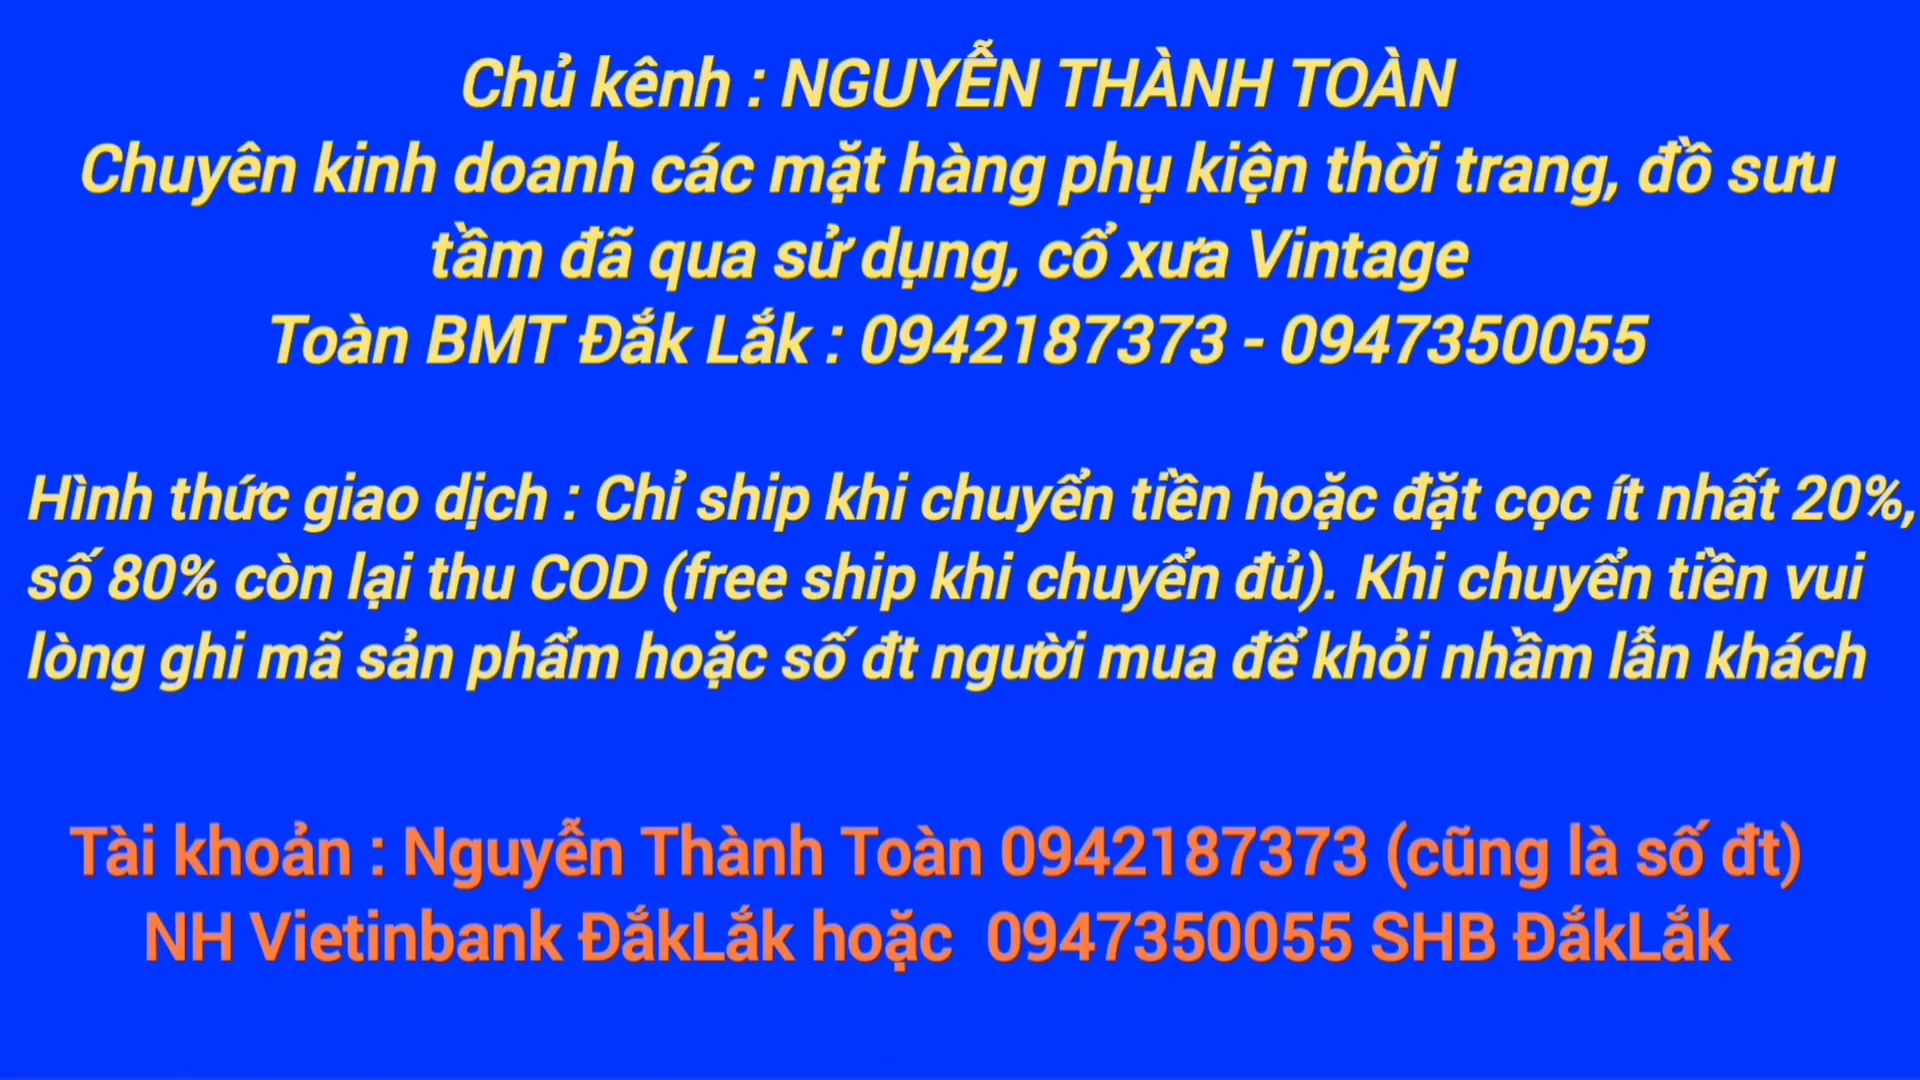 Chủ kênh : NGUYỄN THÀNH TOÀN
Chuyên kinh doanh các mặt hàng phụ kiện thời trang, đồ sưu
tầm đã qua sử dụng, cổ xưa Vintage
Toàn BMT Đắk Lắk : 0942187373 - 0947350055
Hình thức giao dịch : Chỉ ship khi chuyển tiền hoặc đặt cọc ít nhất 20%,
số 80% còn lại thu COD (free ship khi chuyển đủ). Khi chuyển tiền vui
lòng ghi mã sản phẩm hoặc số đt người mua để khỏi nhầm lẫn khách
Tài khoản : Nguyễn Thành Toàn 0942187373 (cũng là số đt)
NH Vietinbank ĐắkLắk hoặc  0947350055 SHB ĐắkLắk